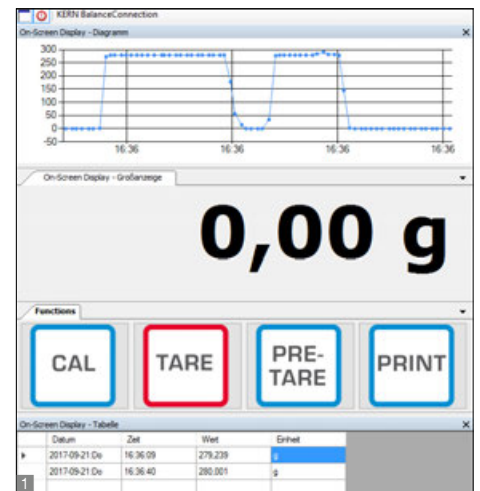 KERN BalanceConnection
On-Screen Display - Diagramm
300
250
200
150
100
50
0
-50
16:36 16:36 16:36 16:36
On-Screen Display - Großanzeige
0,00 g
Functions
CAL TARE PRE-TARE PRINT
On-Screen Display - Tabelle
Datum Zeit Wert Einheit
2017-09-21:Do 16:36:09 279,239 g
2017-09-21:Do 16:36:40 280,001 g
1